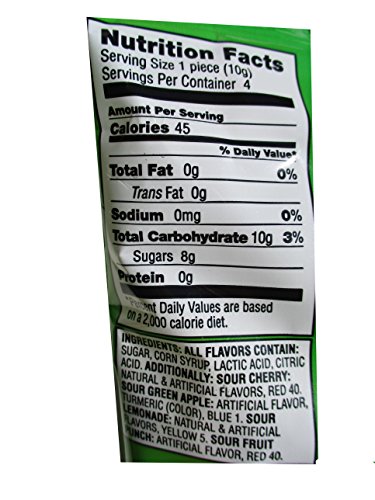 Nutrition Facts
Serving Size 1 piece (10g)
Servings Per Container 4
Amount Per Serving
Calories 45
% Daily Value*
Total Fat 0g 0%
Trans Fat 0g
Sodium 0mg 0%
Total Carbohydrate 10g 3%
Sugars 8g
Protein 0g
*Percent Daily Values are based
on a 2,000 calorie diet.
INGREDIENTS: ALL FLAVORS CONTAIN:
SUGAR, CORN SYRUP, LACTIC ACID, CITRIC
ACID. ADDITIONALLY: SOUR CHERRY:
NATURAL & ARTIFICIAL FLAVORS, RED 40.
SOUR GREEN APPLE: ARTIFICIAL FLAVOR,
TURMERIC (COLOR), BLUE 1. SOUR
LEMONADE: NATURAL & ARTIFICIAL
FLAVORS, YELLOW 5. SOUR FRUIT
PUNCH: ARTIFICIAL FLAVOR, RED 40.